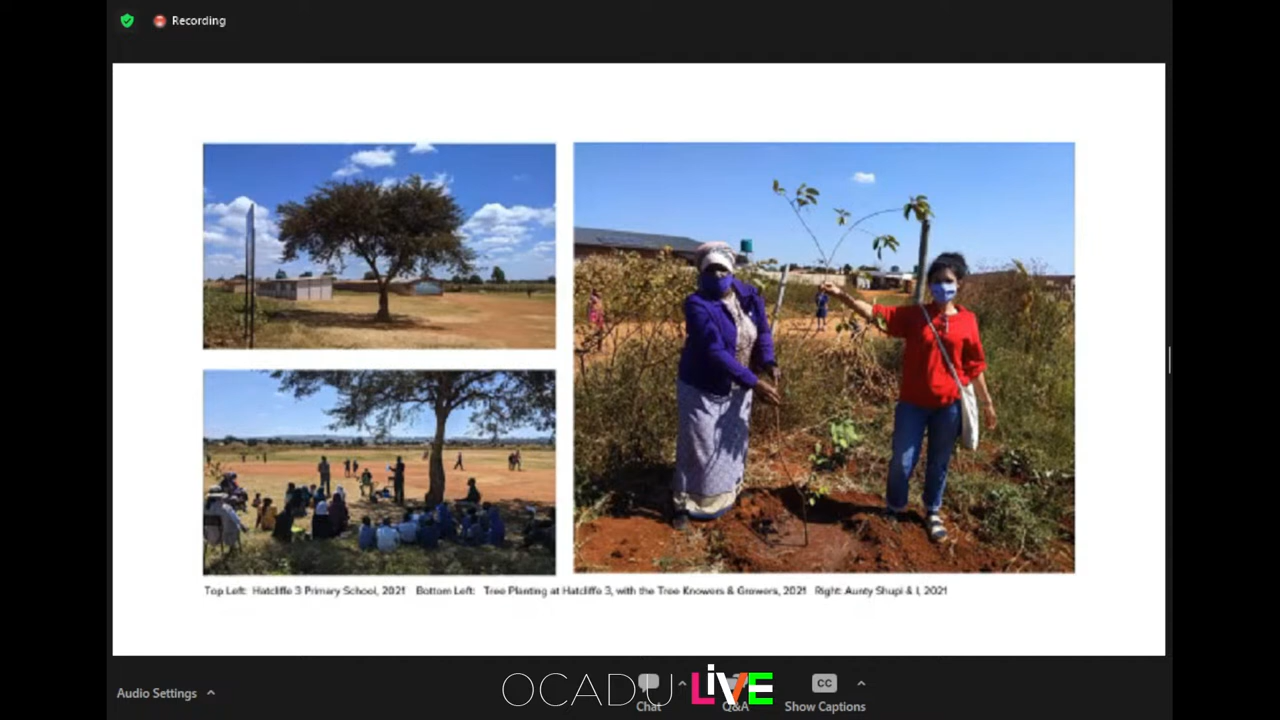 Recording
Top Left: Hatcliffe 3 Primary School, 2021 Bottom Left: Tree Planting at Hatcliffe 3, with the Tree Knowers & Growers, 2021 Right: Aunty Shupi & I, 2021
OCADU LiVE
Audio Settings
Chat
Q&A
CC
Show Captions